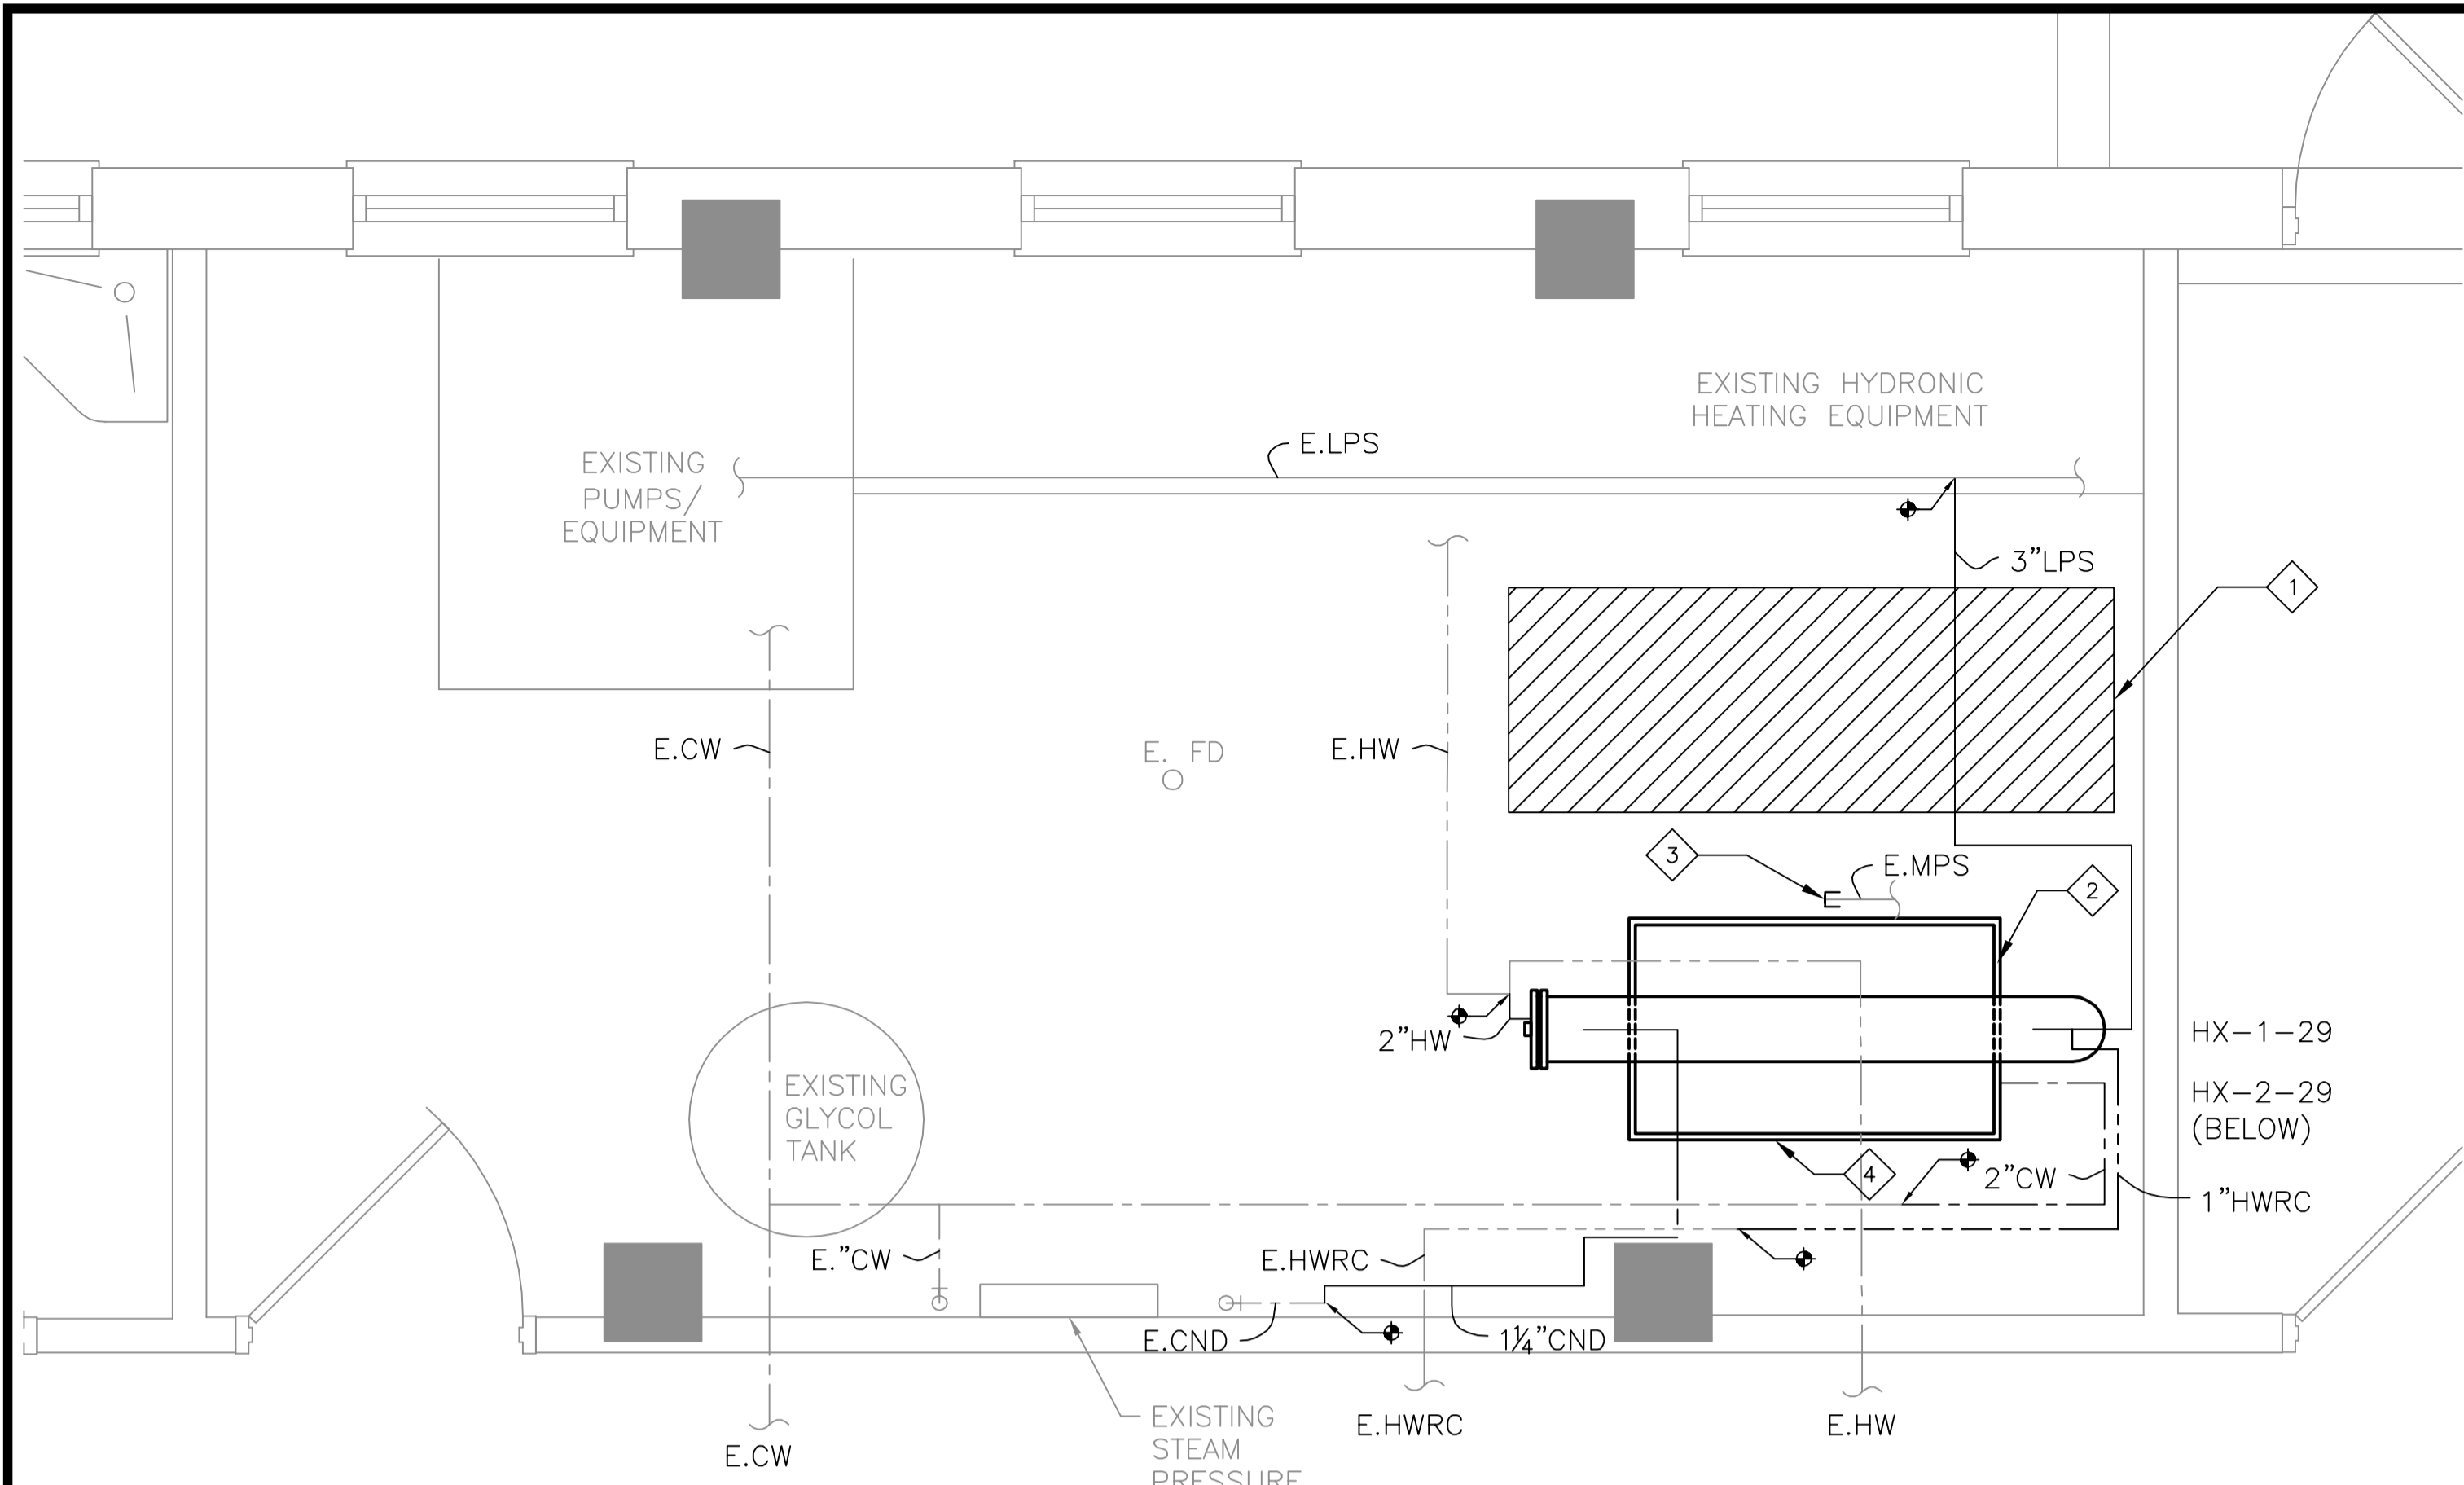 EXISTING HYDRONIC
HEATING EQUIPMENT
E.LPS
EXISTING
PUMPS/
EQUIPMENT
3"LPS
1
E.CW
E. FD
E.HW
3
E.MPS
2
2"HW
HX-1-29
HX-2-29
(BELOW)
EXISTING
GLYCOL
TANK
4
2"CW
1"HWRC
E."CW
E.HWRC
E.CND
1¼"CND
EXISTING
STEAM
PRESSURE
E.HWRC
E.HW
E.CW